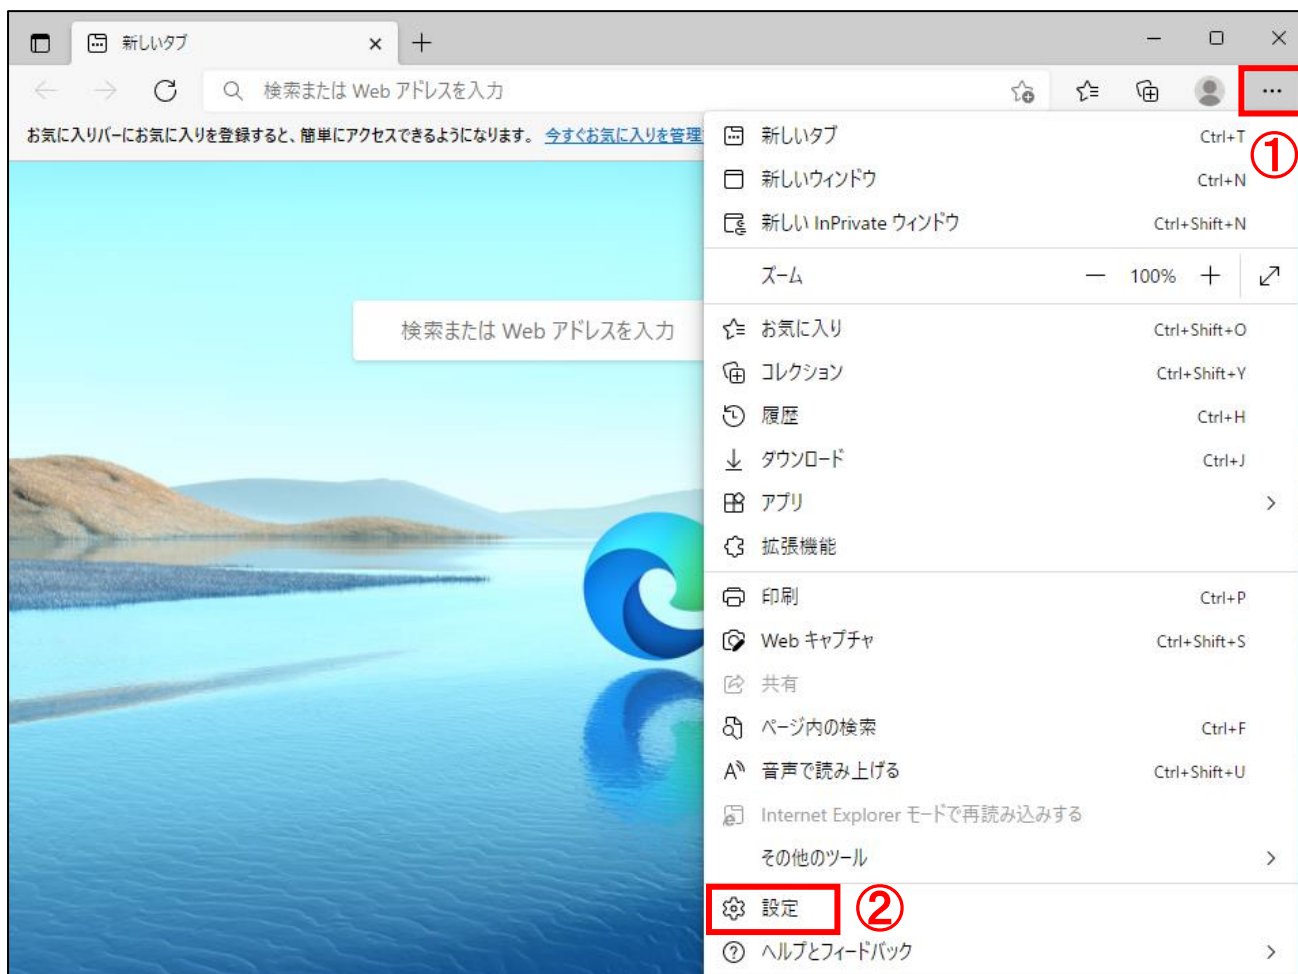 新しいタブ
検索または Web アドレスを入力
お気に入りバーにお気に入りを登録すると、簡単にアクセスできるようになります。 今すぐお気に入りを管理
①
新しいタブ Ctrl+T
新しいウィンドウ Ctrl+N
新しい InPrivate ウィンドウ Ctrl+Shift+N
ズーム 100%
検索または Web アドレスを入力
お気に入り Ctrl+Shift+O
コレクション Ctrl+Shift+Y
履歴 Ctrl+H
ダウンロード Ctrl+J
アプリ
拡張機能
印刷 Ctrl+P
Web キャプチャ Ctrl+Shift+S
共有
ページ内の検索 Ctrl+F
音声で読み上げる Ctrl+Shift+U
Internet Explorer モードで再読み込みする
その他のツール
設定 ②
ヘルプとフィードバック